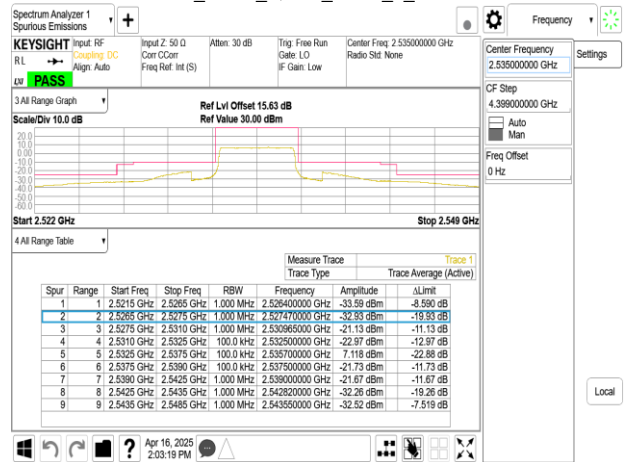 Spectrum Analyzer 1
Spurious Emissions
Frequency
KEYSIGHT Input: RF Input Z: 50 Ω Atten: 30 dB Trig: Free Run Center Freq: 2.535000000 GHz
RL Coupling: DC Corr CCorr Gate: LO Radio Std: None
Align: Auto Freq Ref: Int (S) IF Gain: Low
LXI PASS
Center Frequency
2.535000000 GHz
Settings
CF Step
4.399000000 GHz
Auto
Man
Freq Offset
0 Hz
3 All Range Graph
Ref Lvl Offset 15.63 dB
Scale/Div 10.0 dB Ref Value 30.00 dBm
20.0
10.0
0.00
-10.0
-20.0
-30.0
-40.0
-50.0
-60.0
Start 2.522 GHz Stop 2.549 GHz
4 All Range Table
Measure Trace Trace 1
Trace Type Trace Average (Active)
Spur Range Start Freq Stop Freq RBW Frequency Amplitude ΔLimit
1 1 2.5215 GHz 2.5265 GHz 1.000 MHz 2.526400000 GHz -33.59 dBm -8.590 dB
2 2 2.5265 GHz 2.5275 GHz 1.000 MHz 2.527470000 GHz -32.93 dBm -19.93 dB
3 3 2.5275 GHz 2.5310 GHz 1.000 MHz 2.530965000 GHz -21.13 dBm -11.13 dB
4 4 2.5310 GHz 2.5325 GHz 100.0 kHz 2.532500000 GHz -22.97 dBm -12.97 dB
5 5 2.5325 GHz 2.5375 GHz 100.0 kHz 2.535700000 GHz 7.118 dBm -22.88 dB
6 6 2.5375 GHz 2.5390 GHz 100.0 kHz 2.537500000 GHz -21.73 dBm -11.73 dB
7 7 2.5390 GHz 2.5425 GHz 1.000 MHz 2.539000000 GHz -21.67 dBm -11.67 dB
8 8 2.5425 GHz 2.5435 GHz 1.000 MHz 2.542820000 GHz -32.26 dBm -19.26 dB
9 9 2.5435 GHz 2.5485 GHz 1.000 MHz 2.543550000 GHz -32.52 dBm -7.519 dB
Local
Apr 16, 2025
2:03:19 PM